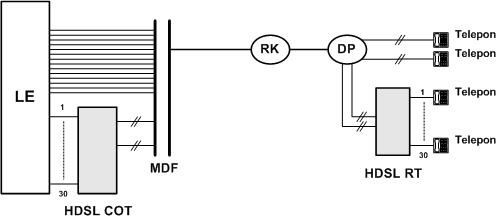 Telepon
RK
DP
Telepon
LE
1
1
Telepon
MDF
30
30
Telepon
HDSL COT
HDSL RT